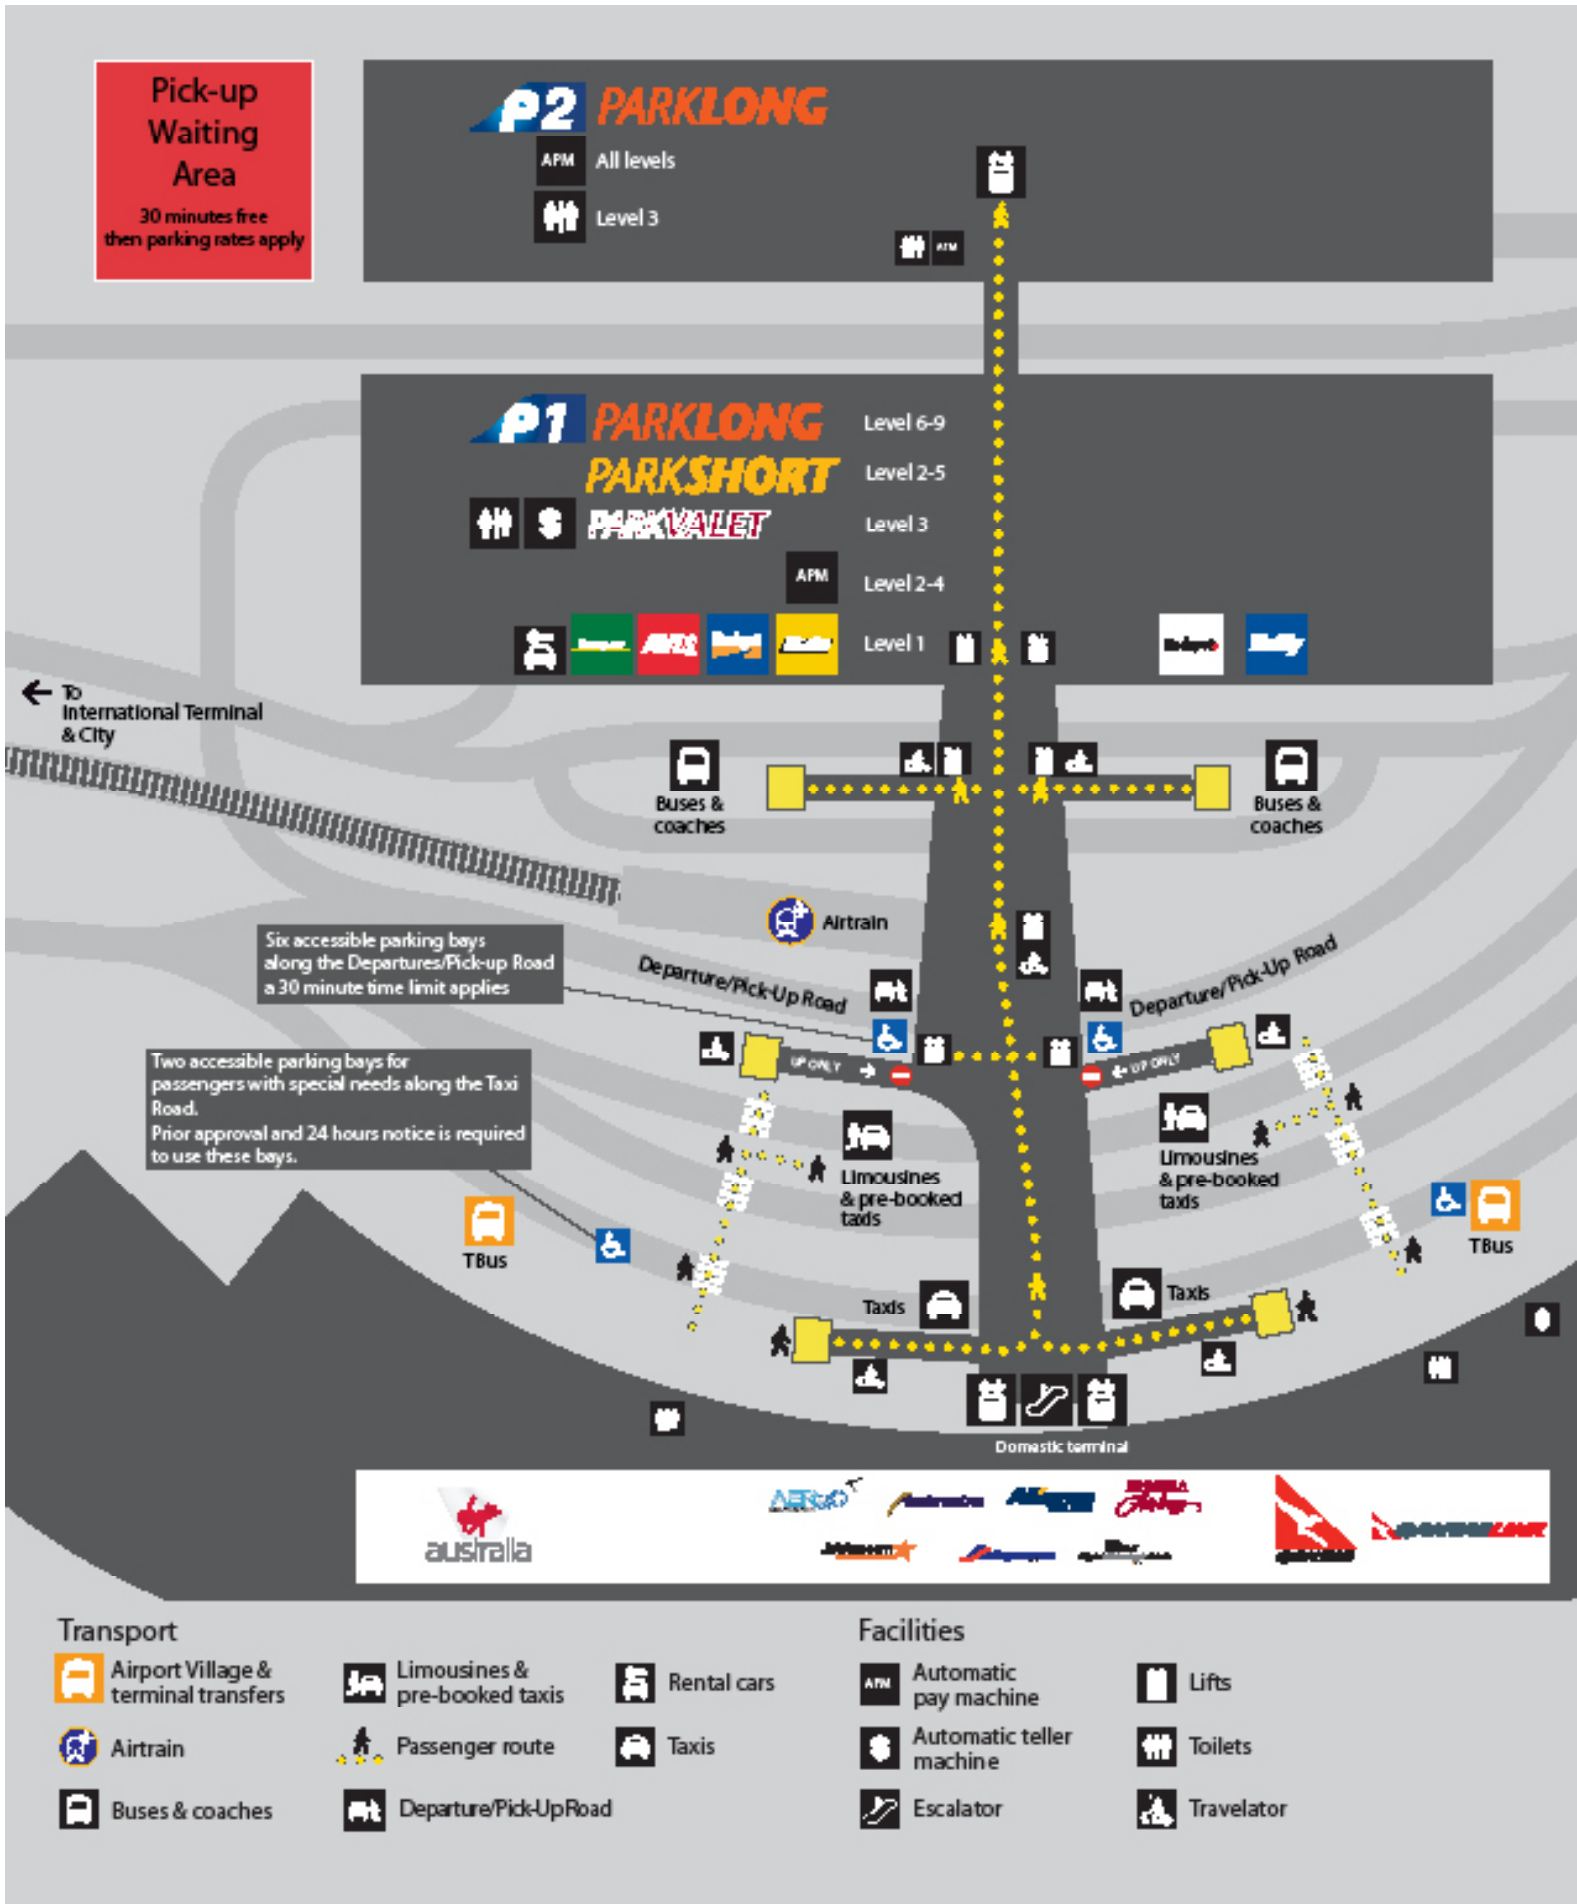 Pick-up
Waiting
Area
30 minutes free
then parking rates apply
P2 PARKLONG
APM All levels
Level 3
ATM
P1 PARKLONG Level 6-9
PARKSHORT Level 2-5
PARKVALET Level 3
APM Level 2-4
AVIS Budget Level 1
To
International Terminal
& City
Buses &
coaches
Buses &
coaches
Airtrain
Six accessible parking bays
along the Departures/Pick-up Road
a 30 minute time limit applies
Departure/Pick-Up Road
Departure/Pick-Up Road
UP ONLY
UP ONLY
Two accessible parking bays for
passengers with special needs along the Taxi
Road.
Prior approval and 24 hours notice is required
to use these bays.
Limousines
& pre-booked
taxis
Limousines
& pre-booked
taxis
TBus
TBus
Taxis
Taxis
Domestic terminal
australia
QANTAS
QANTASLINK
Transport
Airport Village &
terminal transfers
Airtrain
Buses & coaches
Limousines &
pre-booked taxis
Passenger route
Departure/Pick-Up Road
Rental cars
Taxis
Facilities
APM
Automatic
pay machine
Automatic teller
machine
Escalator
Lifts
Toilets
Travelator